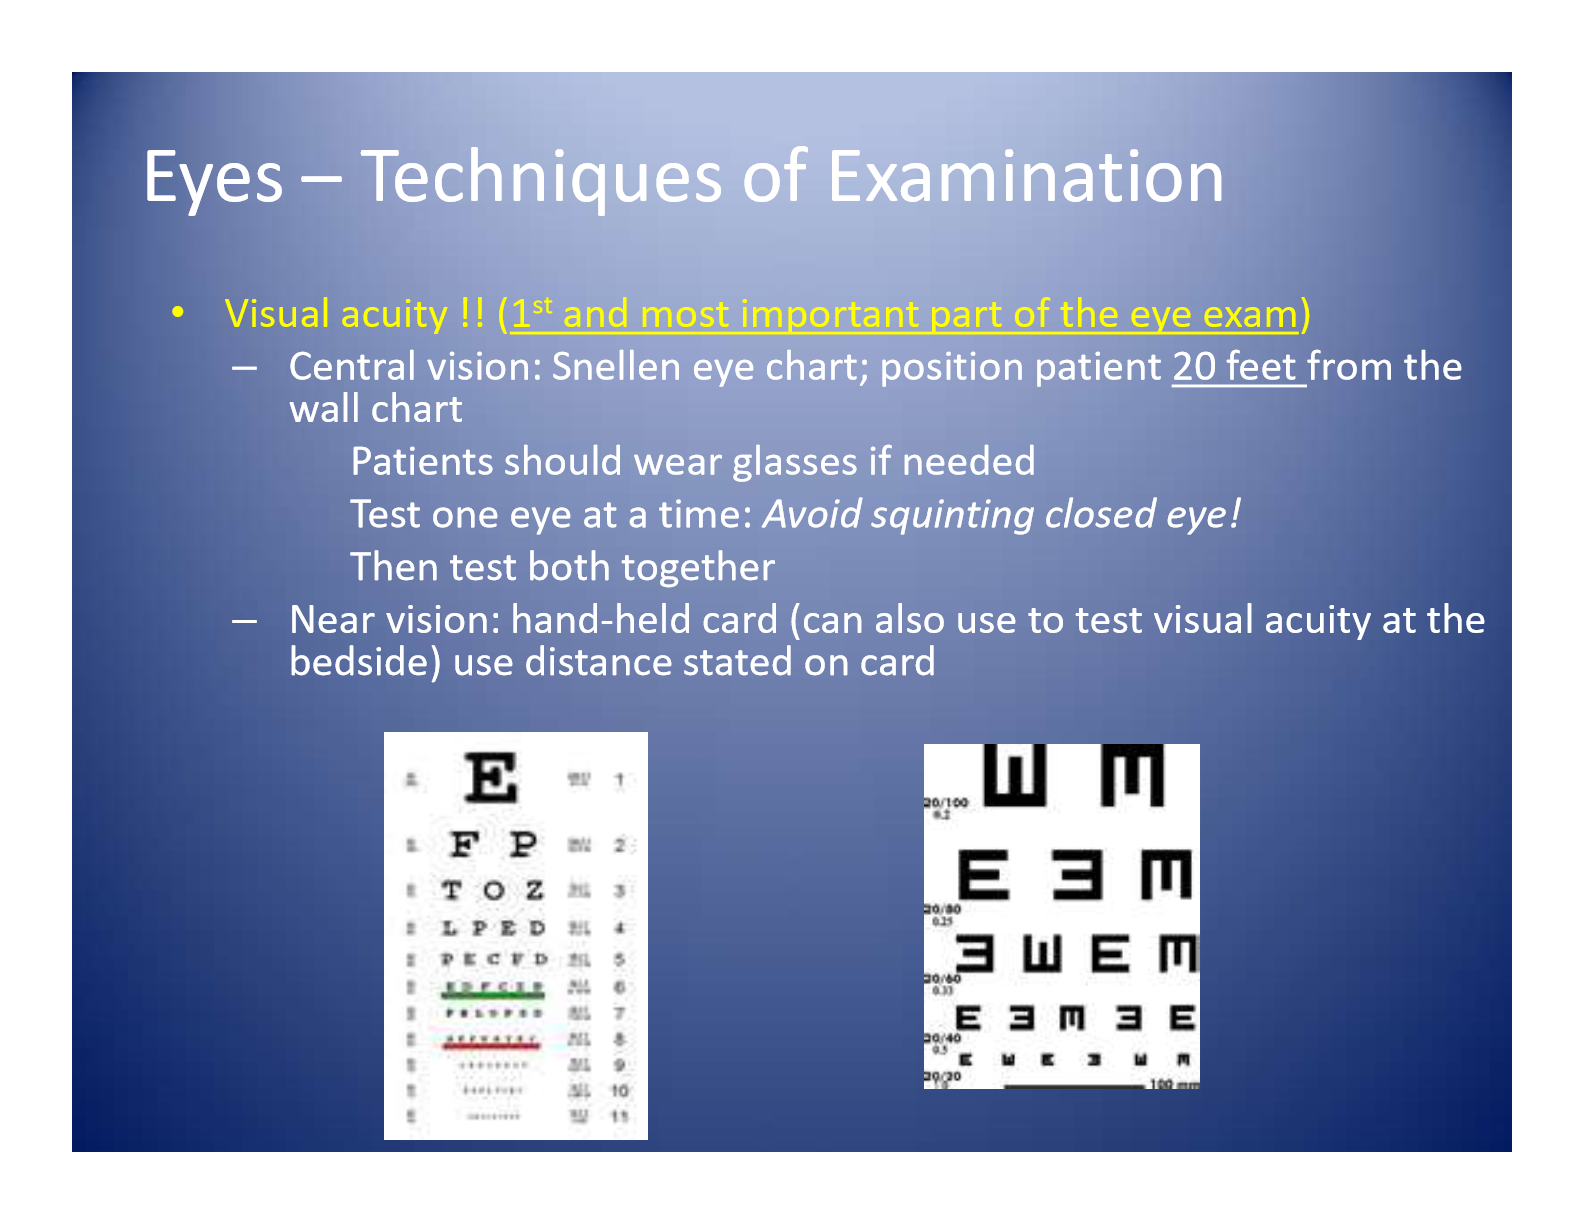 Eyes – Techniques of Examination
• Visual acuity !! (1st and most important part of the eye exam)
– Central vision: Snellen eye chart; position patient 20 feet from the
wall chart
Patients should wear glasses if needed
Test one eye at a time: Avoid squinting closed eye!
Then test both together
– Near vision: hand-held card (can also use to test visual acuity at the
bedside) use distance stated on card
E 1
F P 2
T O Z 3
L P E D 4
P E C F D 5
6
7
8
9
10
11
20/100
0.2
E E
20/80
0.25
20/60
0.33
20/40
0.5
20/20
1.0
100 mm